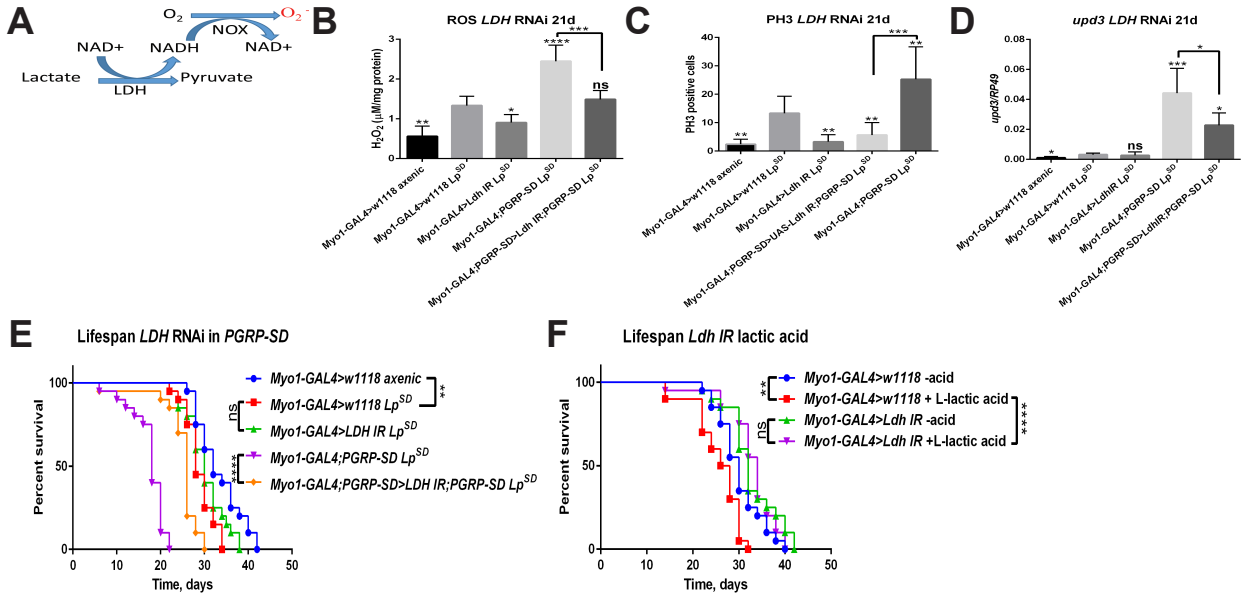 A
O2
O2-
NOX
NAD+
NADH
NAD+
Lactate
Pyruvate
LDH
B
ROS LDH RNAi 21d
H2O2 (µM/mg protein)
3
2
1
0
**
*
****
***
ns
Myo1-GAL4>w1118 axenic
Myo1-GAL4>w1118 LpSD
Myo1-GAL4>Ldh IR LpSD
Myo1-GAL4;PGRP-SD LpSD
Myo1-GAL4;PGRP-SD>Ldh IR;PGRP-SD LpSD
C
PH3 LDH RNAi 21d
PH3 positive cells
40
30
20
10
0
**
**
**
***
**
Myo1-GAL4>w1118 axenic
Myo1-GAL4>w1118 LpSD
Myo1-GAL4>Ldh IR LpSD
Myo1-GAL4;PGRP-SD>UAS-Ldh IR;PGRP-SD LpSD
Myo1-GAL4;PGRP-SD LpSD
D
upd3 LDH RNAi 21d
upd3/RP49
0.08
0.06
0.04
0.02
0.00
*
ns
***
*
*
Myo1-GAL4>w1118 axenic
Myo1-GAL4>w1118 LpSD
Myo1-GAL4>LdhIR LpSD
Myo1-GAL4;PGRP-SD LpSD
Myo1-GAL4;PGRP-SD>LdhIR;PGRP-SD LpSD
E
Lifespan LDH RNAi in PGRP-SD
Percent survival
100
50
0
0 10 20 30 40 50
Time, days
Myo1-GAL4>w1118 axenic
Myo1-GAL4>w1118 LpSD
Myo1-GAL4>LDH IR LpSD
Myo1-GAL4;PGRP-SD LpSD
Myo1-GAL4;PGRP-SD>LDH IR;PGRP-SD LpSD
**
ns
****
F
Lifespan Ldh IR lactic acid
Percent survival
100
50
0
0 10 20 30 40 50
Time, days
Myo1-GAL4>w1118 -acid
Myo1-GAL4>w1118 + L-lactic acid
Myo1-GAL4>Ldh IR -acid
Myo1-GAL4>Ldh IR +L-lactic acid
**
ns
****